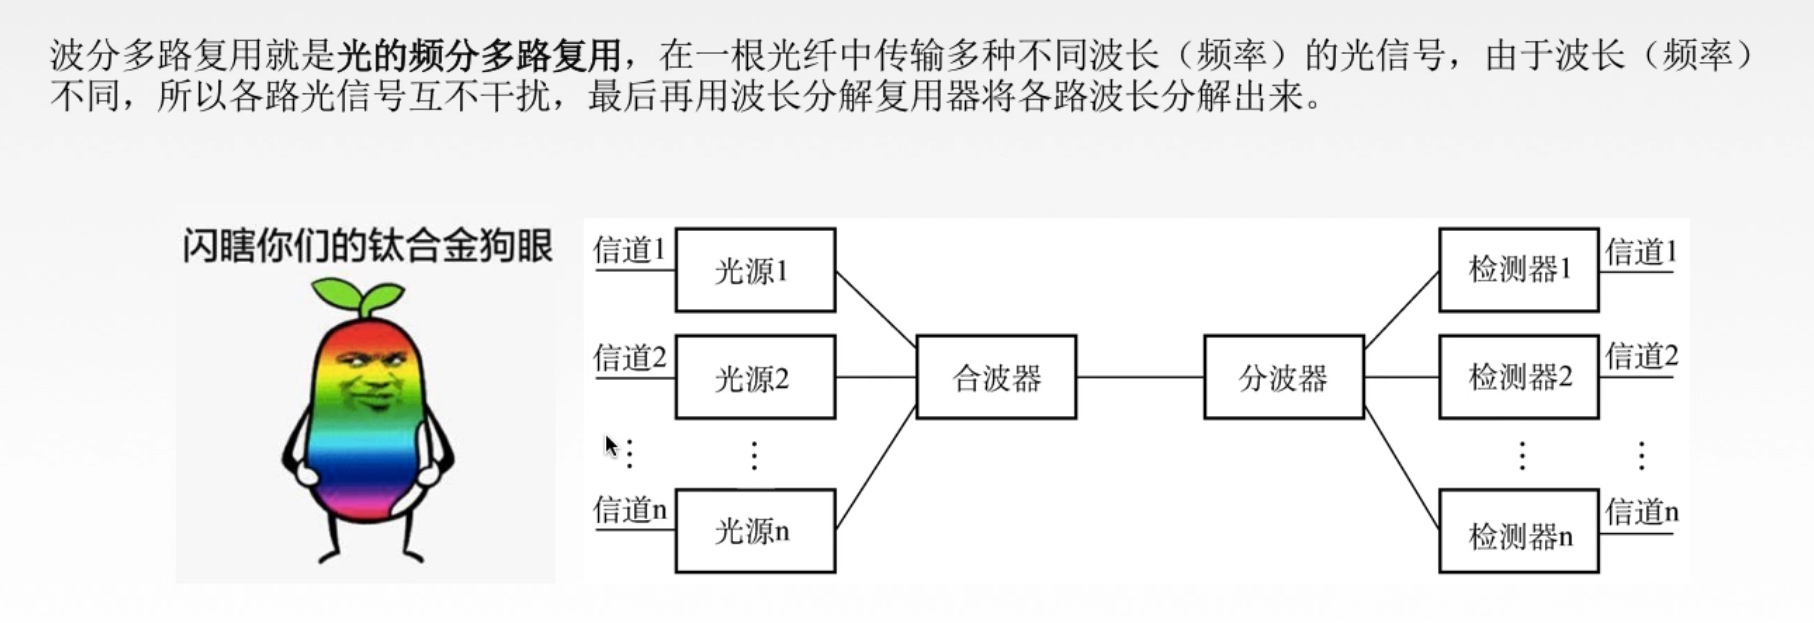 波分多路复用就是光的频分多路复用，在一根光纤中传输多种不同波长（频率）的光信号，由于波长（频率）
不同，所以各路光信号互不干扰，最后再用波长分解复用器将各路波长分解出来。
闪瞎你们的钛合金狗眼
信道1
光源1
检测器1
信道1
信道2
光源2
合波器
分波器
检测器2
信道2
信道n
光源n
检测器n
信道n